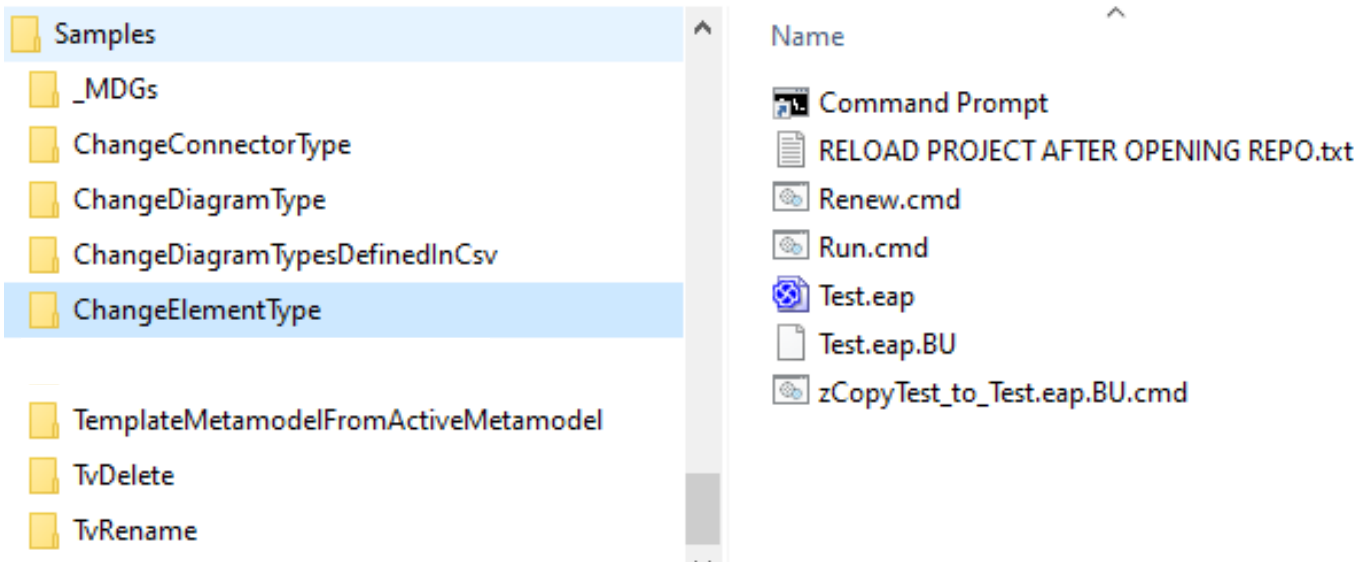 Samples
_MDGs
ChangeConnectorType
ChangeDiagramType
ChangeDiagramTypesDefinedInCsv
ChangeElementType
TemplateMetamodelFromActiveMetamodel
TvDelete
TvRename
Name
Command Prompt
RELOAD PROJECT AFTER OPENING REPO.txt
Renew.cmd
Run.cmd
Test.eap
Test.eap.BU
zCopyTest_to_Test.eap.BU.cmd